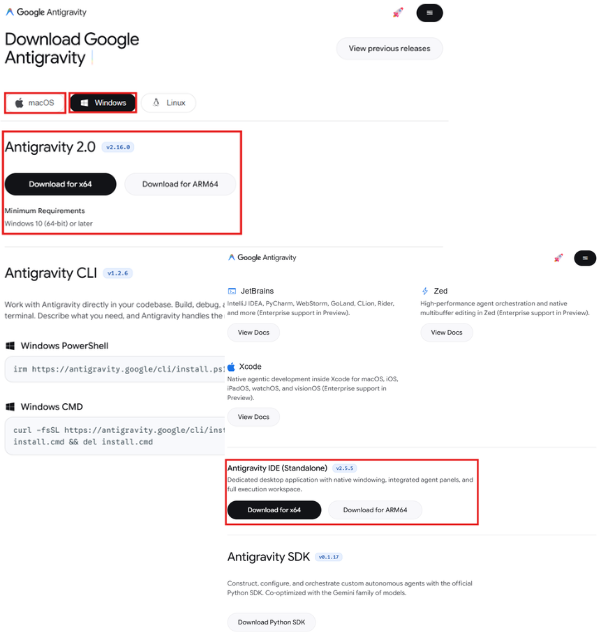 Google Antigravity
Download Google
Antigravity
View previous releases
macOS
Windows
Linux
Antigravity 2.0
v2.16.0
Download for x64
Download for ARM64
Minimum Requirements
Windows 10 (64-bit) or later
Antigravity CLI
v1.2.6
Work with Antigravity directly in your codebase. Build, debug,
terminal. Describe what you need, and Antigravity handles the
Windows PowerShell
irm https://antigravity.google/cli/install.ps
Windows CMD
curl -fsSL https://antigravity.google/cli/ins
install.cmd && del install.cmd
Google Antigravity
JetBrains
IntelliJ IDEA, PyCharm, WebStorm, GoLand, CLion, Rider,
and more (Enterprise support in Preview).
View Docs
Zed
High-performance agent orchestration and native
multibuffer editing in Zed (Enterprise support in Preview).
View Docs
Xcode
Native agentic development inside Xcode for macOS, iOS,
iPadOS, watchOS, and visionOS (Enterprise support in
Preview).
View Docs
Antigravity IDE (Standalone)
v2.5.5
Dedicated desktop application with native windowing, integrated agent panels, and
full execution workspace.
Download for x64
Download for ARM64
Antigravity SDK
v0.1.17
Construct, configure, and orchestrate custom autonomous agents with the official
Python SDK. Co-optimized with the Gemini family of models.
Download Python SDK